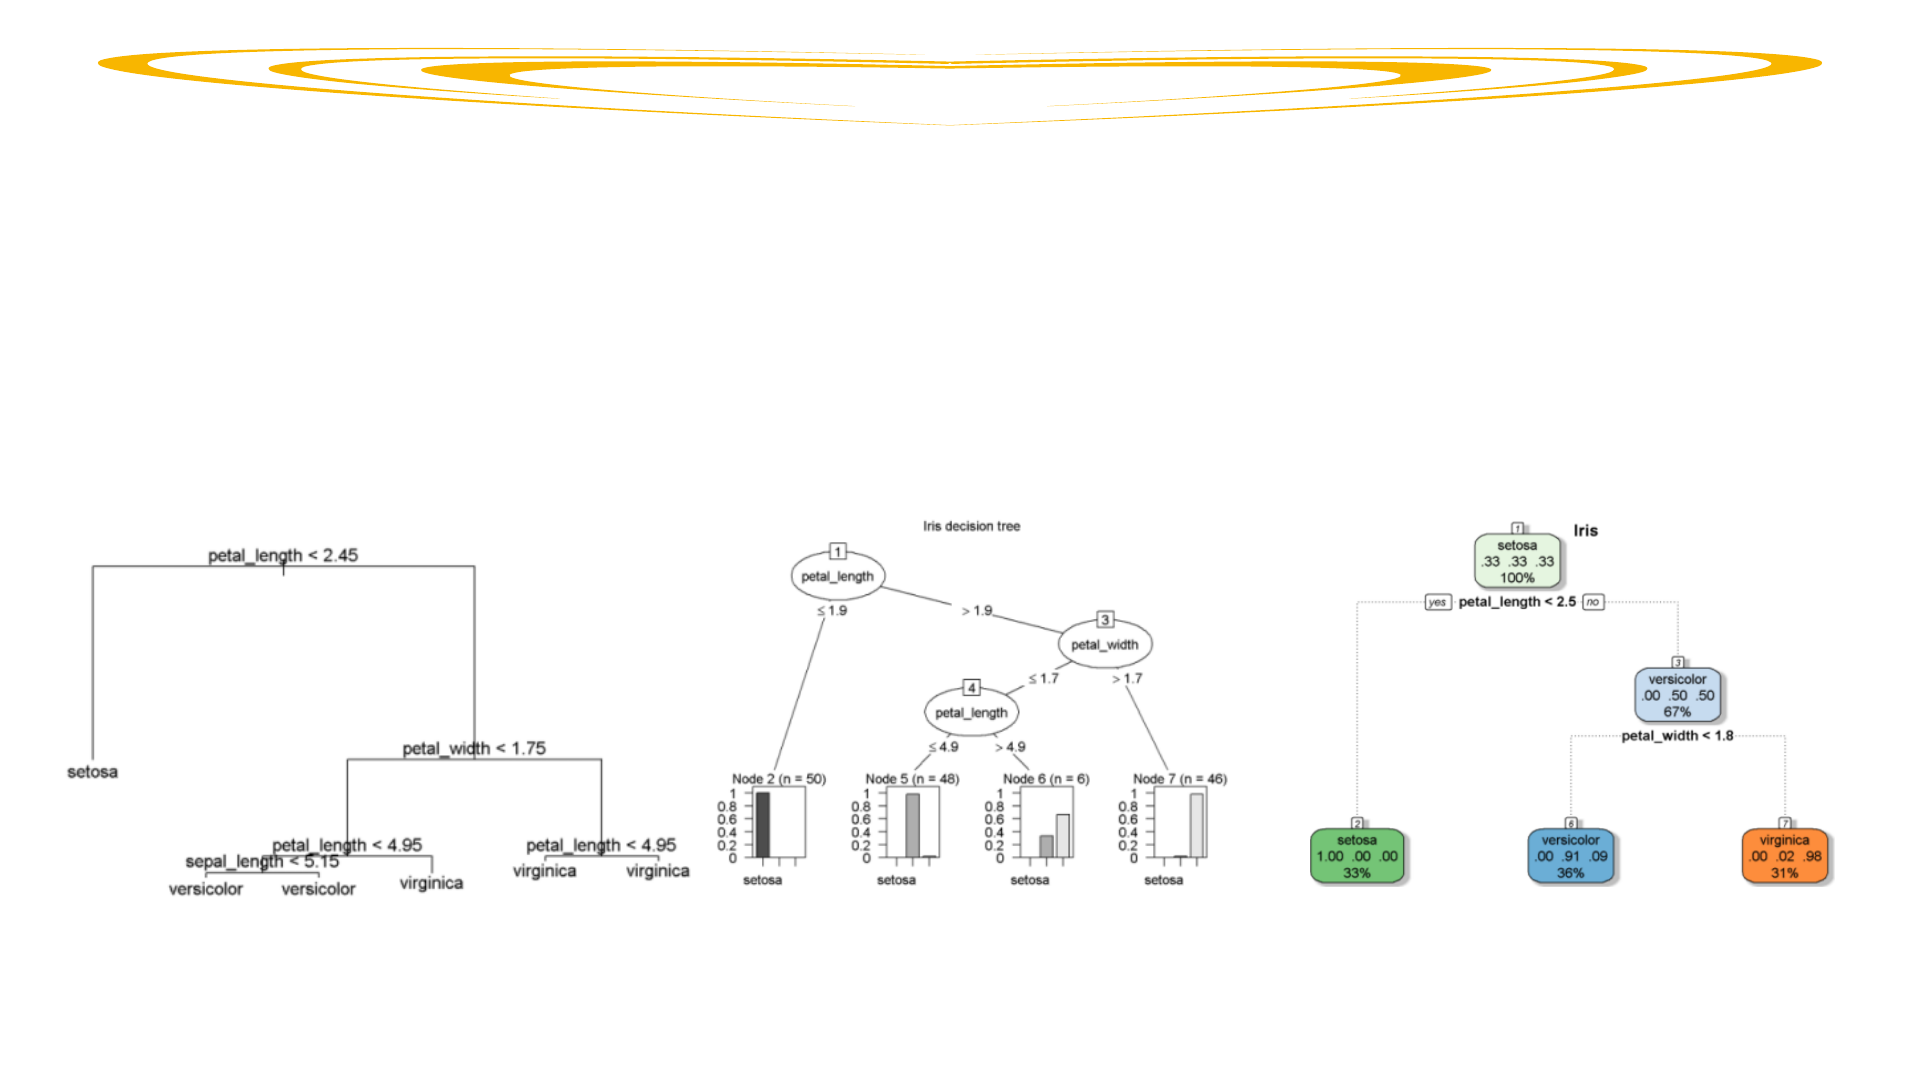 petal_length < 2.45
setosa
petal_width < 1.75
petal_length < 4.95
sepal_length < 5.15
versicolor
versicolor
virginica
petal_length < 4.95
virginica
virginica
Iris decision tree
1
petal_length
≤ 1.9
> 1.9
3
petal_width
≤ 1.7
> 1.7
4
petal_length
≤ 4.9
> 4.9
Node 2 (n = 50)
1
0.8
0.6
0.4
0.2
0
setosa
Node 5 (n = 48)
1
0.8
0.6
0.4
0.2
0
setosa
Node 6 (n = 6)
1
0.8
0.6
0.4
0.2
0
setosa
Node 7 (n = 46)
1
0.8
0.6
0.4
0.2
0
setosa
Iris
1
setosa
.33 .33 .33
100%
yes petal_length < 2.5 no
3
versicolor
.00 .50 .50
67%
petal_width < 1.8
2
setosa
1.00 .00 .00
33%
6
versicolor
.00 .91 .09
36%
7
virginica
.00 .02 .98
31%